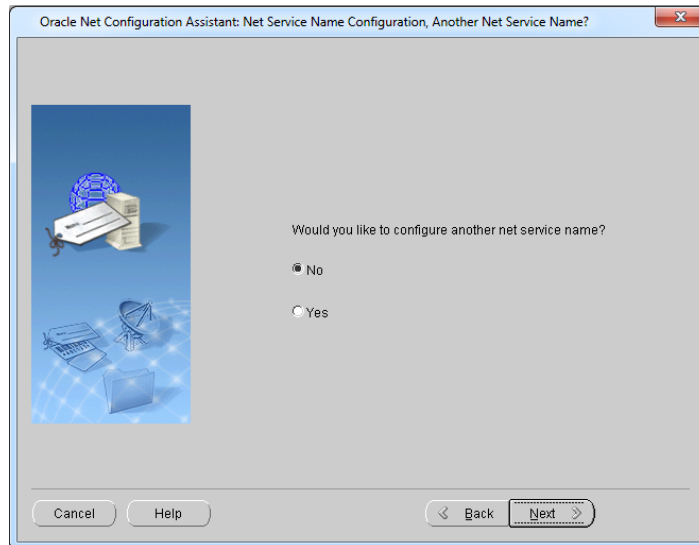 Oracle Net Configuration Assistant: Net Service Name Configuration, Another Net Service Name?
Would you like to configure another net service name?
No
Yes
Cancel Help Back Next